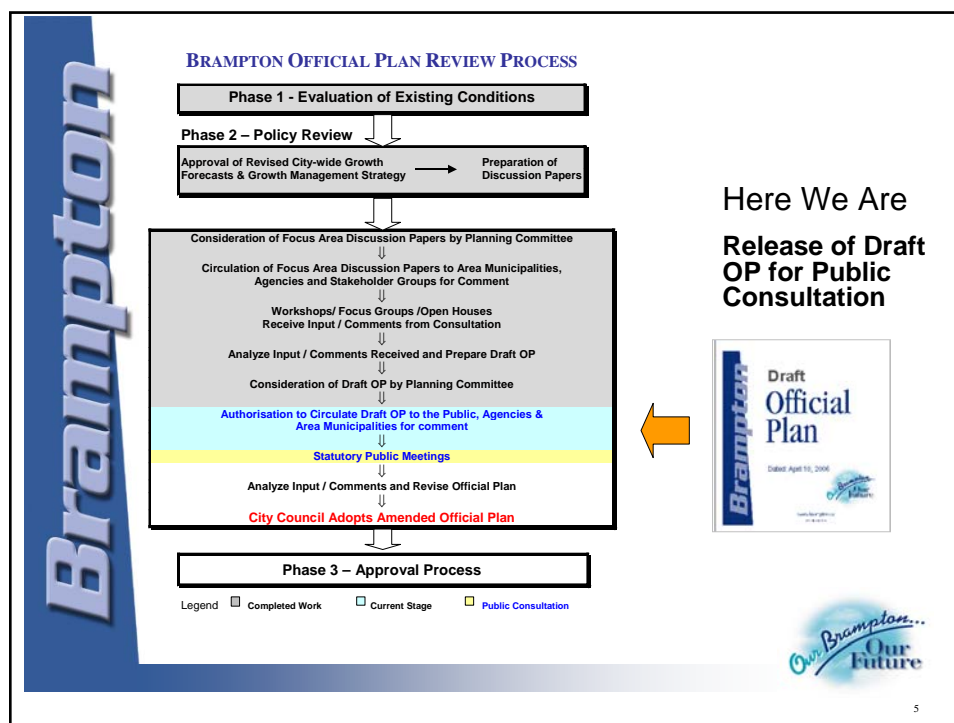 Brampton
BRAMPTON OFFICIAL PLAN REVIEW PROCESS
Phase 1 - Evaluation of Existing Conditions
Phase 2 – Policy Review
Approval of Revised City-wide Growth
Forecasts & Growth Management Strategy
Preparation of
Discussion Papers
Consideration of Focus Area Discussion Papers by Planning Committee
⇓
Circulation of Focus Area Discussion Papers to Area Municipalities,
Agencies and Stakeholder Groups for Comment
⇓
Workshops/ Focus Groups /Open Houses
Receive Input / Comments from Consultation
⇓
Analyze Input / Comments Received and Prepare Draft OP
⇓
Consideration of Draft OP by Planning Committee
⇓
Authorisation to Circulate Draft OP to the Public, Agencies &
Area Municipalities for comment
⇓
Statutory Public Meetings
⇓
Analyze Input / Comments and Revise Official Plan
⇓
City Council Adopts Amended Official Plan
Phase 3 – Approval Process
Legend Completed Work Current Stage Public Consultation
Here We Are
Release of Draft
OP for Public
Consultation
Brampton
Draft
Official
Plan
Dated: April 10, 2006
Our Brampton...
Our
Future
5